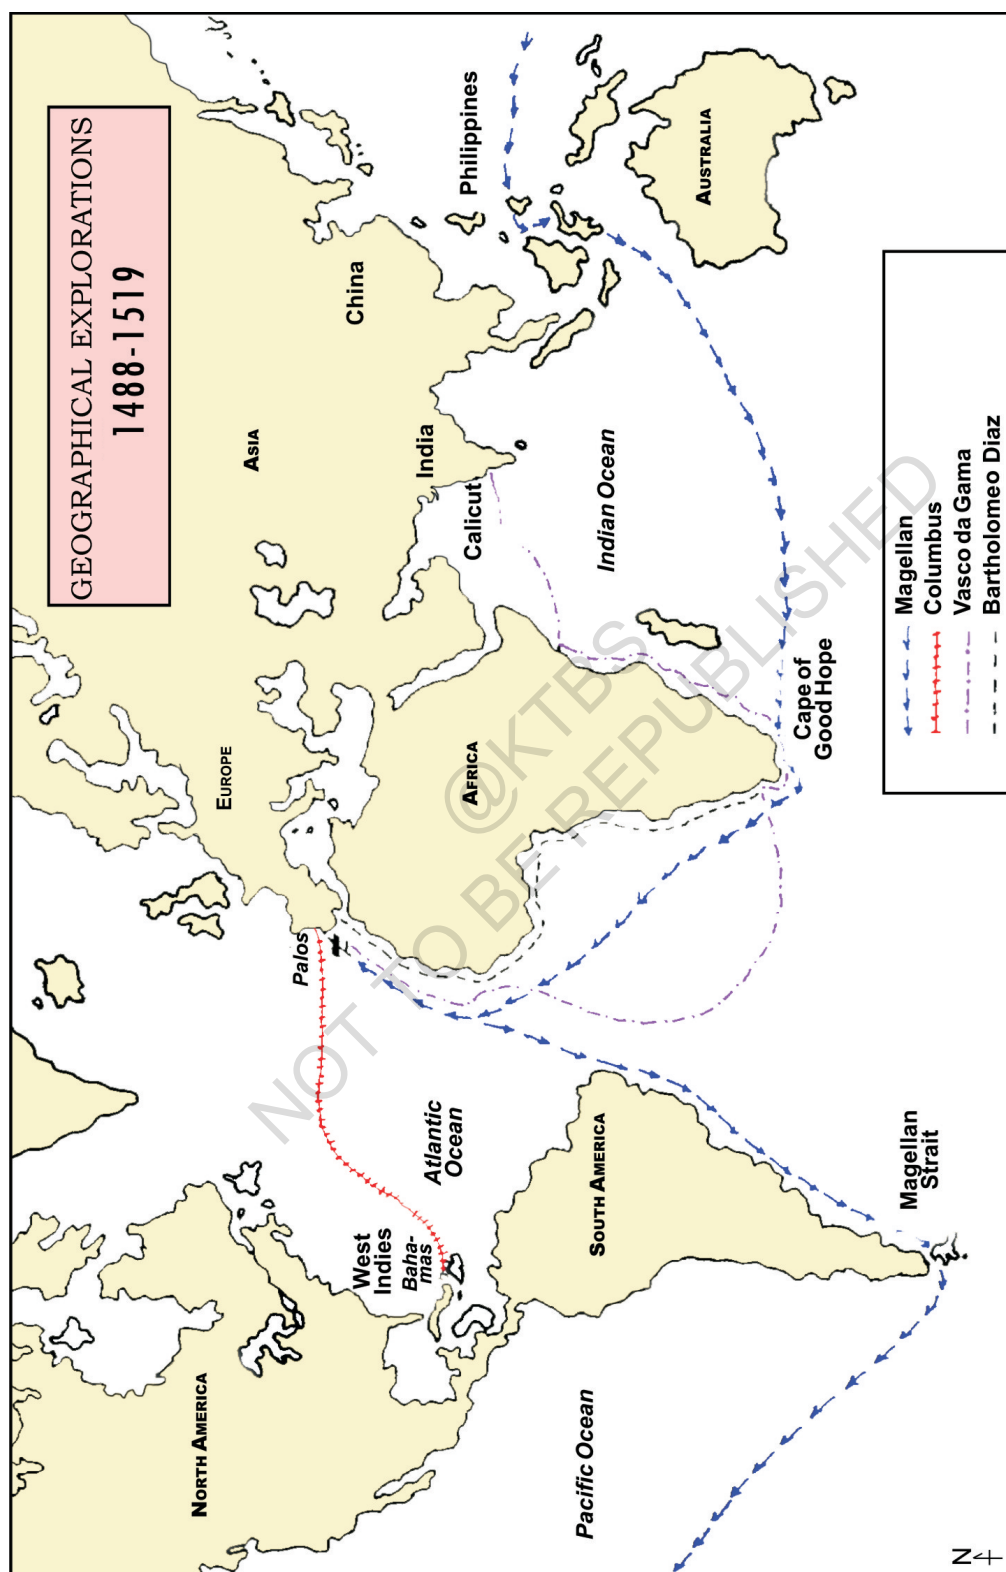 GEOGRAPHICAL EXPLORATIONS
1488-1519
NORTH AMERICA
EUROPE
ASIA
China
Palos
West
Indies
Baha-
mas
Atlantic
Ocean
AFRICA
India
Calicut
Philippines
Pacific Ocean
SOUTH AMERICA
Indian Ocean
AUSTRALIA
Cape of
Good Hope
Magellan
Strait
Magellan
Columbus
Vasco da Gama
Bartholomeo Diaz
N
@KTBS
NOT TO BE REPUBLISHED